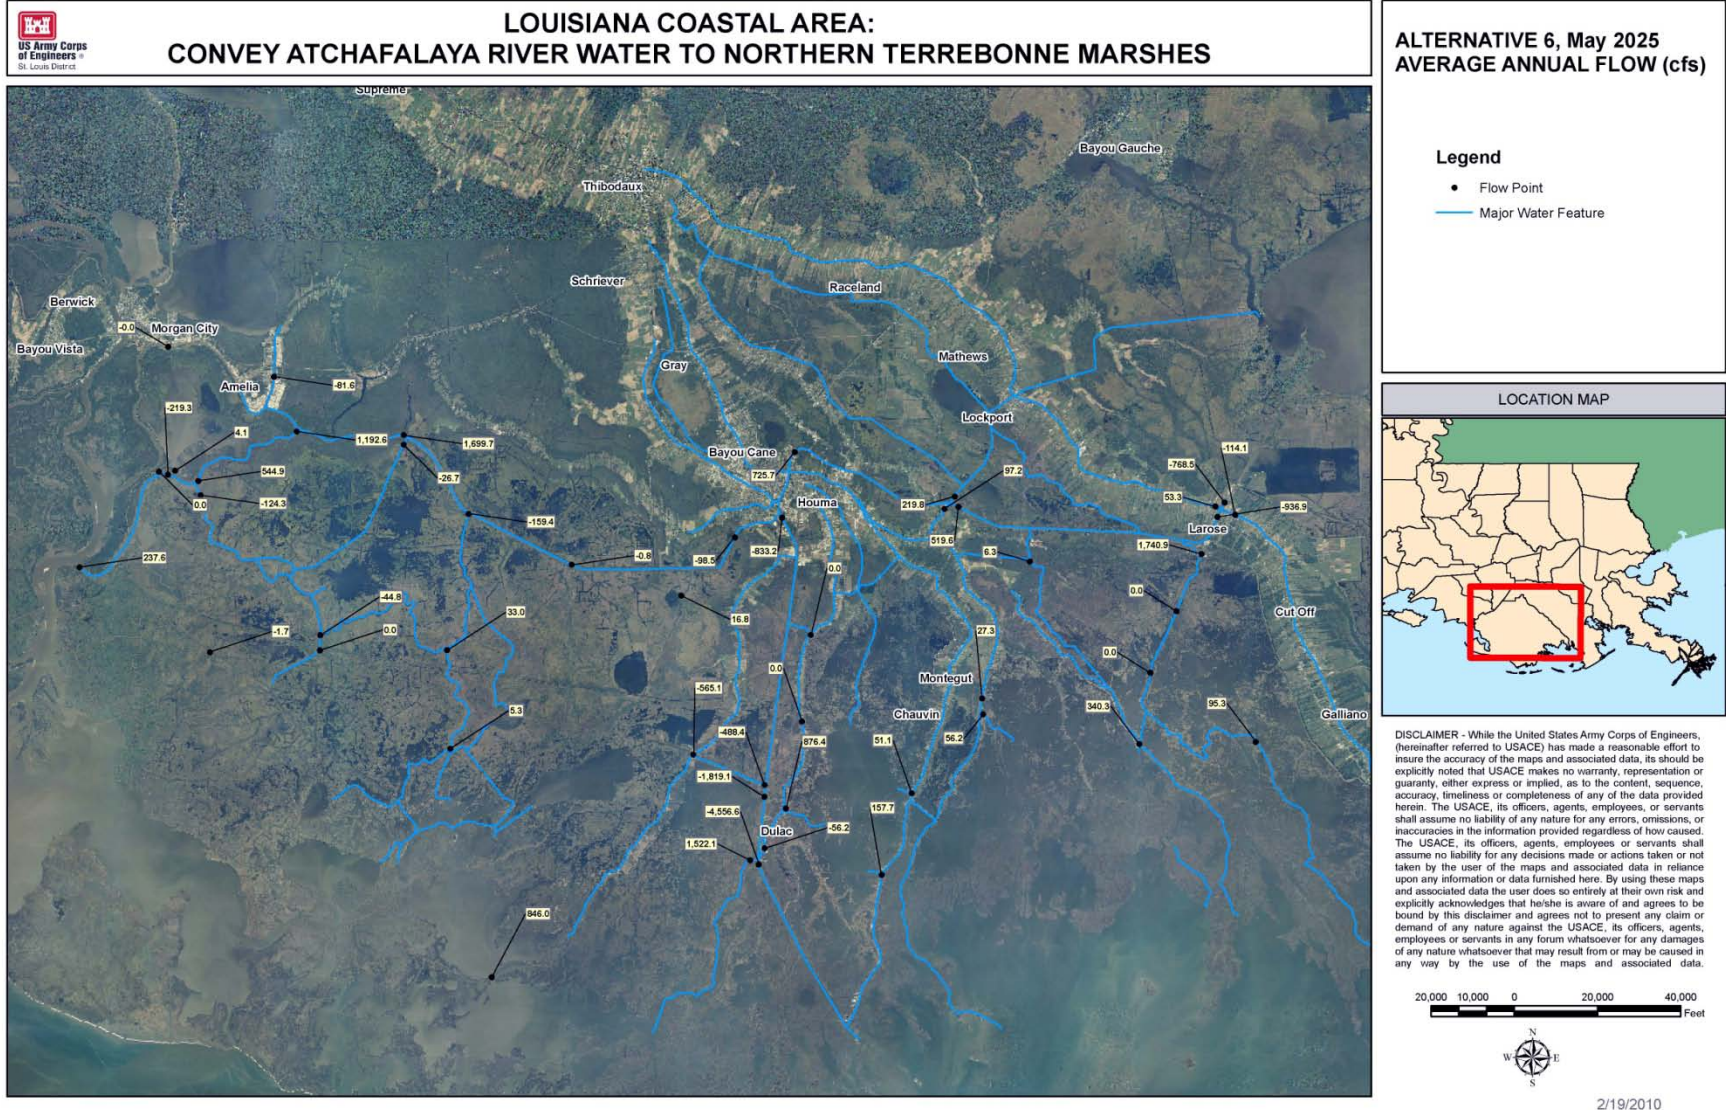 US Army Corps
of Engineers ®
St. Louis District
LOUISIANA COASTAL AREA:
CONVEY ATCHAFALAYA RIVER WATER TO NORTHERN TERREBONNE MARSHES
ALTERNATIVE 6, May 2025
AVERAGE ANNUAL FLOW (cfs)
Legend
Flow Point
Major Water Feature
Supreme
Bayou Gauche
Thibodaux
Schriever
Raceland
Berwick
-0.0
Morgan City
Bayou Vista
Mathews
Gray
Amelia
-81.6
-219.3
Lockport
4.1
1,192.6
1,699.7
-114.1
Bayou Cane
-768.5
544.9
-26.7
725.7
97.2
0.0
-124.3
Houma
219.8
53.3
-936.9
-159.4
Larose
519.6
1,740.9
237.6
-0.8
-98.5
-833.2
6.3
0.0
0.0
-44.8
33.0
16.8
Cut Off
-1.7
0.0
27.3
0.0
0.0
Montegut
-565.1
5.3
340.3
95.3
Chauvin
Galliano
-488.4
876.4
51.1
56.2
-1,819.1
-4,556.6
157.7
Dulac
-56.2
1,522.1
846.0
LOCATION MAP
DISCLAIMER - While the United States Army Corps of Engineers,
(hereinafter referred to USACE) has made a reasonable effort to
insure the accuracy of the maps and associated data, its should be
explicitly noted that USACE makes no warranty, representation or
guaranty, either express or implied, as to the content, sequence,
accuracy, timeliness or completeness of any of the data provided
herein. The USACE, its officers, agents, employees, or servants
shall assume no liability of any nature for any errors, omissions, or
inaccuracies in the information provided regardless of how caused.
The USACE, its officers, agents, employees or servants shall
assume no liability for any decisions made or actions taken or not
taken by the user of the maps and associated data in reliance
upon any information or data furnished here. By using these maps
and associated data the user does so entirely at their own risk and
explicitly acknowledges that he/she is aware of and agrees to be
bound by this disclaimer and agrees not to present any claim or
demand of any nature against the USACE, its officers, agents,
employees or servants in any forum whatsoever for any damages
of any nature whatsoever that may result from or may be caused in
any way by the use of the maps and associated data.
20,000 10,000 0 20,000 40,000
Feet
N
W E
S
2/19/2010